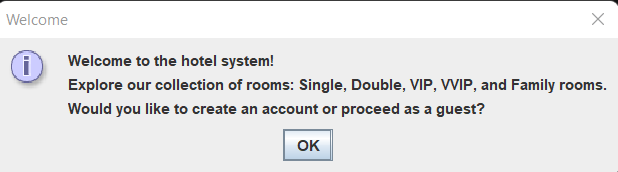 Welcome
Welcome to the hotel system!
Explore our collection of rooms: Single, Double, VIP, VVIP, and Family rooms.
Would you like to create an account or proceed as a guest?
OK